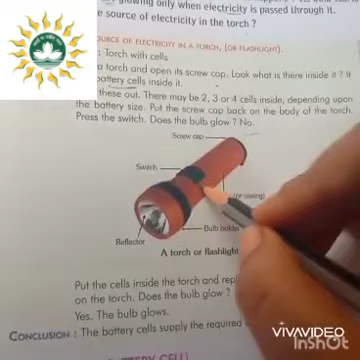 glowing only when electricity is passed through it.
e source of electricity in the torch ?
OURCE OF ELECTRICITY IN A TORCH, (OR FLASHLIGHT).
: Torch with cells
a torch and open its screw cap. Look what is there inside it ? It
battery cells inside it.
these out. There may be 2, 3 or 4 cells inside, depending upon
the battery size. Put the screw cap back on the body of the torch.
Press the switch. Does the bulb glow ? No.
Screw cap
Switch
(or casing)
Bulb holder
Reflector
A torch or flashlight
Put the cells inside the torch and
on the torch. Does the bulb glow ?
Yes. The bulb glows.
CONCLUSION : The battery cells supply the required
VIVAVIDEO
InShOt